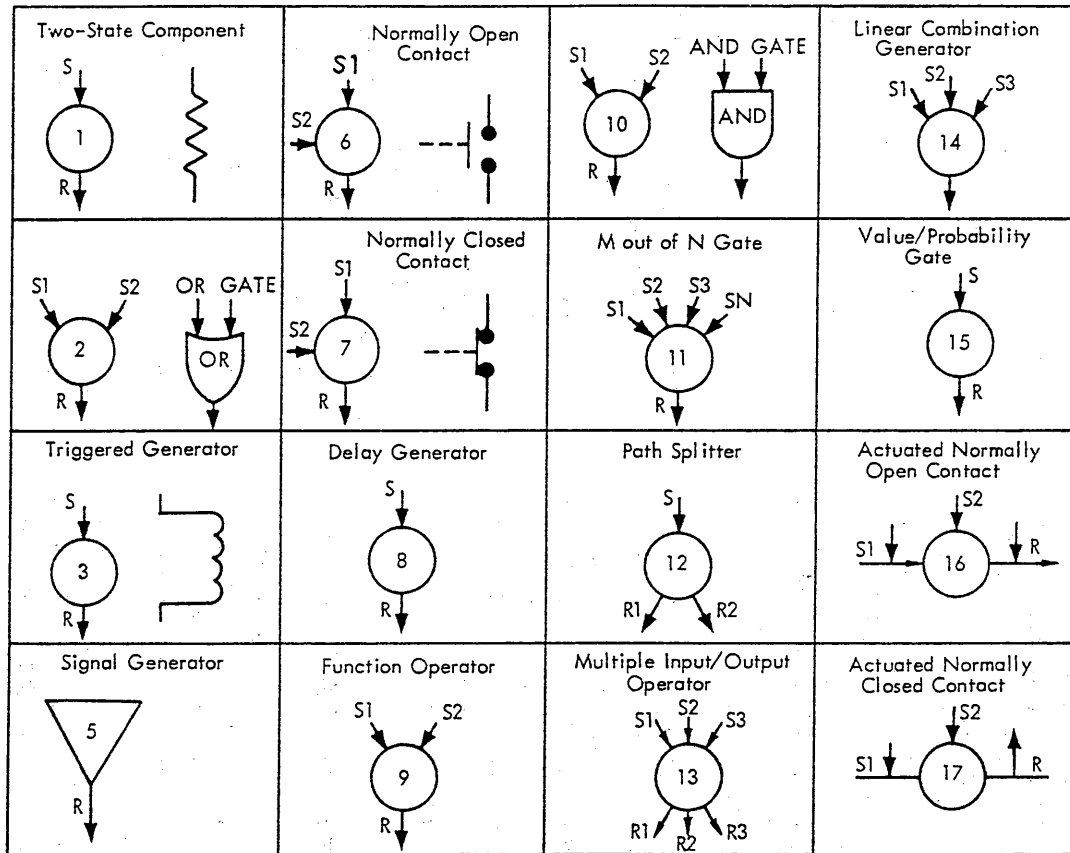 Two-State Component
S
1
R
Normally Open
Contact
S1
S2
6
R
S1
S2
10
R
AND GATE
AND
Linear Combination
Generator
S1
S2
S3
14
S1
S2
2
R
OR GATE
OR
Normally Closed
Contact
S1
S2
7
R
M out of N Gate
S1
S2
S3
SN
11
R
Value/Probability
Gate
S
15
R
Triggered Generator
S
3
R
Delay Generator
S
8
R
Path Splitter
S
12
R1
R2
Actuated Normally
Open Contact
S2
S1
16
R
Signal Generator
5
R
Function Operator
S1
S2
9
R
Multiple Input/Output
Operator
S1
S2
S3
13
R1
R2
R3
Actuated Normally
Closed Contact
S2
S1
17
R